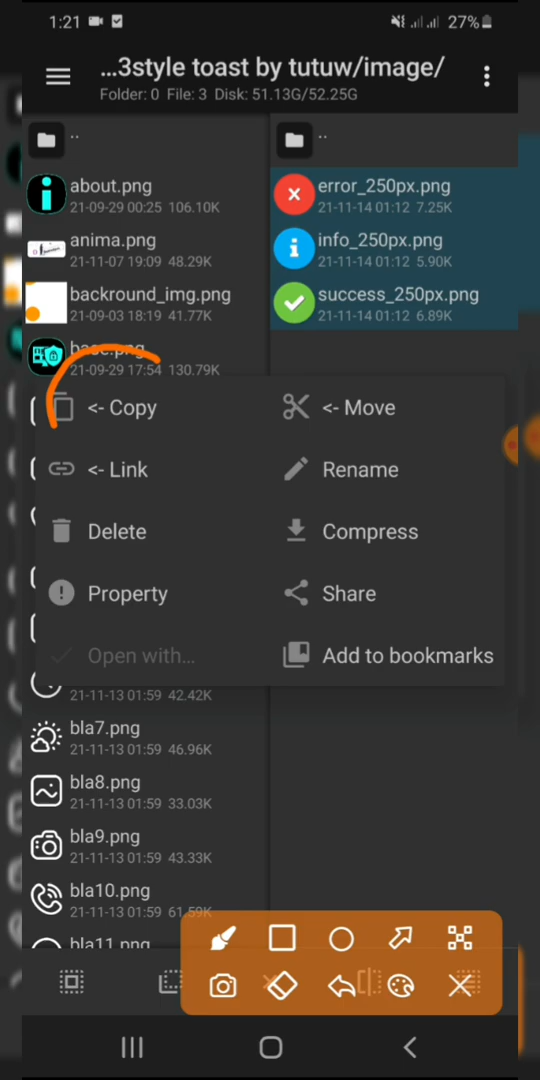 1:21
27%
...3style toast by tutuw/image/
Folder: 0 File: 3 Disk: 51.13G/52.25G
..
about.png
21-09-29 00:25 106.10K
anima.png
21-11-07 19:09 48.29K
backround_img.png
21-09-03 18:19 41.77K
base.png
21-09-29 17:54 130.79K
..
error_250px.png
21-11-14 01:12 7.25K
info_250px.png
21-11-14 01:12 5.90K
success_250px.png
21-11-14 01:12 6.89K
<- Copy
<- Move
<- Link
Rename
Delete
Compress
Property
Share
Open with...
Add to bookmarks
21-11-13 01:59 42.42K
bla7.png
21-11-13 01:59 46.96K
bla8.png
21-11-13 01:59 33.03K
bla9.png
21-11-13 01:59 43.33K
bla10.png
21-11-13 01:59 61.59K
bla11.png